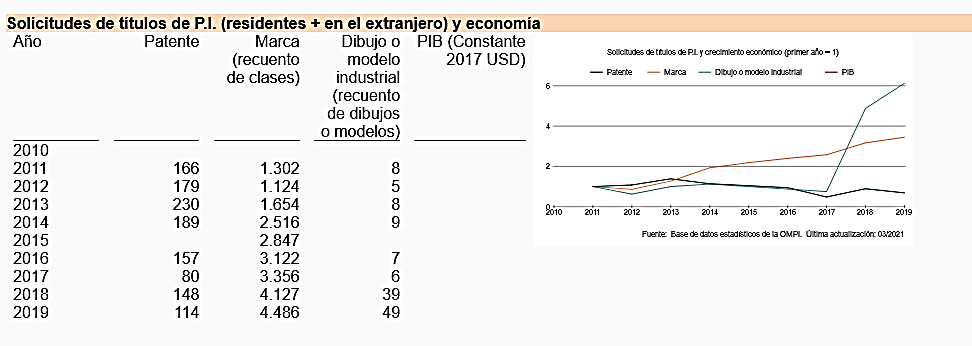 Solicitudes de títulos de P.I. (residentes + en el extranjero) y economía
Año Patente Marca (recuento de clases) Dibujo o modelo industrial (recuento de dibujos o modelos) PIB (Constante 2017 USD)
2010
2011 166 1.302 8
2012 179 1.124 5
2013 230 1.654 8
2014 189 2.516 9
2015 2.847
2016 157 3.122 7
2017 80 3.356 6
2018 148 4.127 39
2019 114 4.486 49
Solicitudes de títulos de P.I. y crecimiento económico (primer año = 1)
Patente Marca Dibujo o modelo industrial PIB
6
4
2
0
2010 2011 2012 2013 2014 2015 2016 2017 2018 2019
Fuente: Base de datos estadísticos de la OMPI. Última actualización: 03/2021